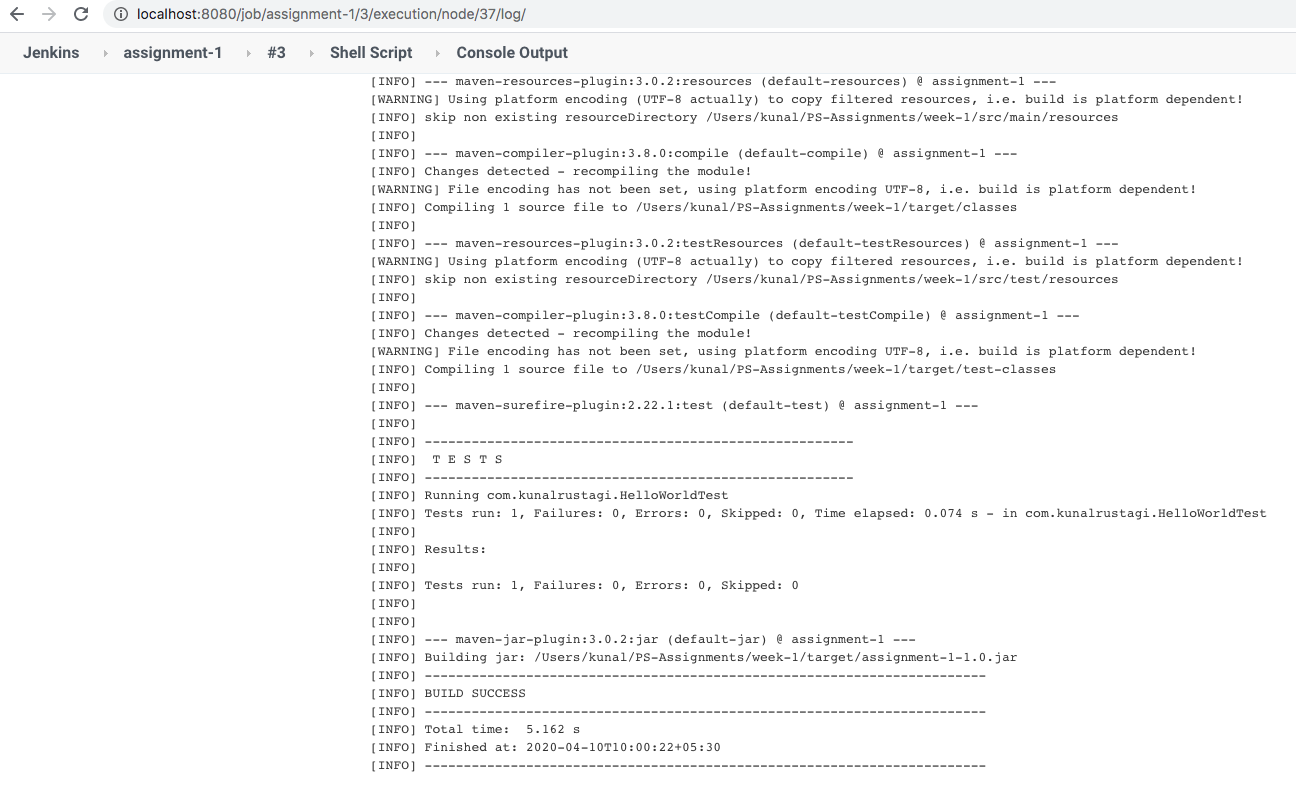 localhost:8080/job/assignment-1/3/execution/node/37/log/
Jenkins assignment-1 #3 Shell Script Console Output
[INFO] --- maven-resources-plugin:3.0.2:resources (default-resources) @ assignment-1 ---
[WARNING] Using platform encoding (UTF-8 actually) to copy filtered resources, i.e. build is platform dependent!
[INFO] skip non existing resourceDirectory /Users/kunal/PS-Assignments/week-1/src/main/resources
[INFO]
[INFO] --- maven-compiler-plugin:3.8.0:compile (default-compile) @ assignment-1 ---
[INFO] Changes detected - recompiling the module!
[WARNING] File encoding has not been set, using platform encoding UTF-8, i.e. build is platform dependent!
[INFO] Compiling 1 source file to /Users/kunal/PS-Assignments/week-1/target/classes
[INFO]
[INFO] --- maven-resources-plugin:3.0.2:testResources (default-testResources) @ assignment-1 ---
[WARNING] Using platform encoding (UTF-8 actually) to copy filtered resources, i.e. build is platform dependent!
[INFO] skip non existing resourceDirectory /Users/kunal/PS-Assignments/week-1/src/test/resources
[INFO]
[INFO] --- maven-compiler-plugin:3.8.0:testCompile (default-testCompile) @ assignment-1 ---
[INFO] Changes detected - recompiling the module!
[WARNING] File encoding has not been set, using platform encoding UTF-8, i.e. build is platform dependent!
[INFO] Compiling 1 source file to /Users/kunal/PS-Assignments/week-1/target/test-classes
[INFO]
[INFO] --- maven-surefire-plugin:2.22.1:test (default-test) @ assignment-1 ---
[INFO]
[INFO] -------------------------------------------------------
[INFO]  T E S T S
[INFO] -------------------------------------------------------
[INFO] Running com.kunalrustagi.HelloWorldTest
[INFO] Tests run: 1, Failures: 0, Errors: 0, Skipped: 0, Time elapsed: 0.074 s - in com.kunalrustagi.HelloWorldTest
[INFO]
[INFO] Results:
[INFO]
[INFO] Tests run: 1, Failures: 0, Errors: 0, Skipped: 0
[INFO]
[INFO]
[INFO] --- maven-jar-plugin:3.0.2:jar (default-jar) @ assignment-1 ---
[INFO] Building jar: /Users/kunal/PS-Assignments/week-1/target/assignment-1-1.0.jar
[INFO] ------------------------------------------------------------------------
[INFO] BUILD SUCCESS
[INFO] ------------------------------------------------------------------------
[INFO] Total time:  5.162 s
[INFO] Finished at: 2020-04-10T10:00:22+05:30
[INFO] ------------------------------------------------------------------------